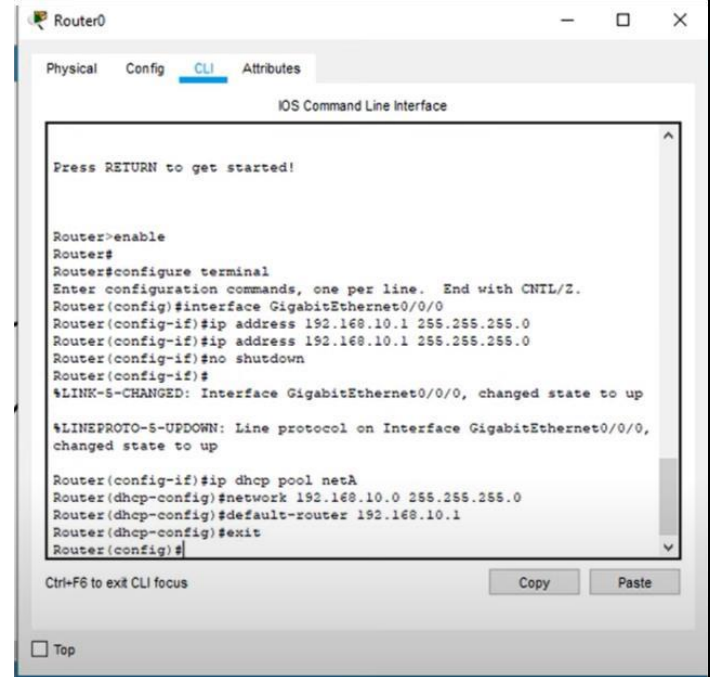 Router0
Physical Config CLI Attributes
IOS Command Line Interface
Press RETURN to get started!
Router>enable
Router#
Router#configure terminal
Enter configuration commands, one per line. End with CNTL/Z.
Router(config)#interface GigabitEthernet0/0/0
Router(config-if)#ip address 192.168.10.1 255.255.255.0
Router(config-if)#ip address 192.168.10.1 255.255.255.0
Router(config-if)#no shutdown
Router(config-if)#
%LINK-5-CHANGED: Interface GigabitEthernet0/0/0, changed state to up
%LINEPROTO-5-UPDOWN: Line protocol on Interface GigabitEthernet0/0/0,
changed state to up
Router(config-if)#ip dhcp pool netA
Router(dhcp-config)#network 192.168.10.0 255.255.255.0
Router(dhcp-config)#default-router 192.168.10.1
Router(dhcp-config)#exit
Router(config)#
Ctrl+F6 to exit CLI focus
Copy Paste
Top